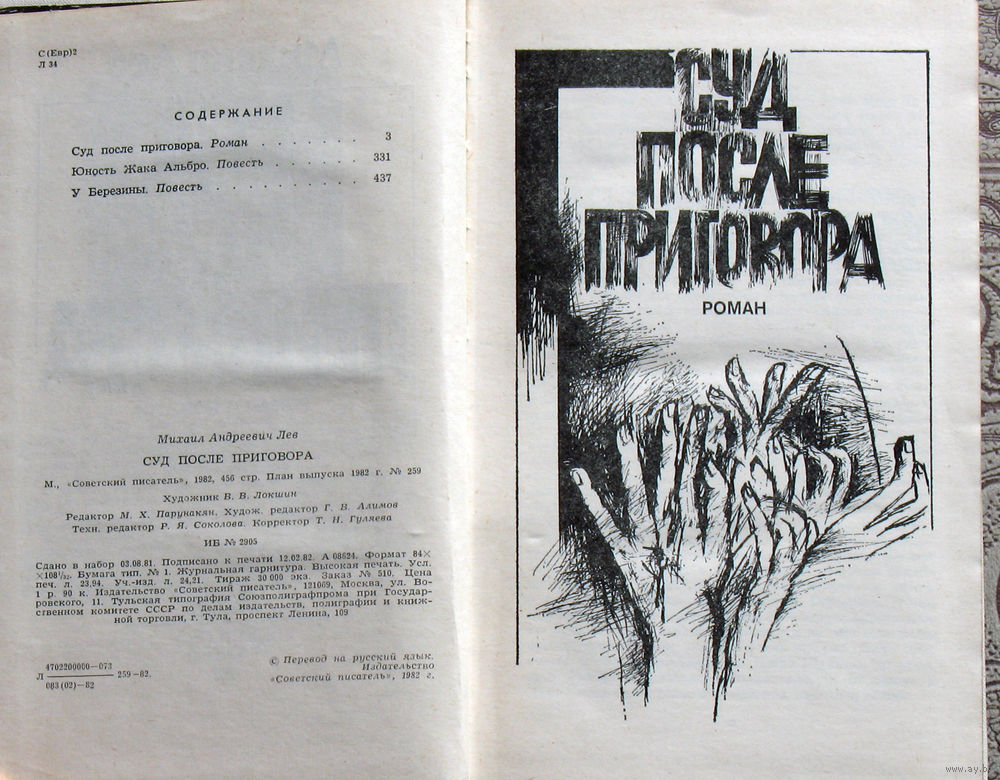 С(Евр)2
Л 34
СОДЕРЖАНИЕ
Суд после приговора. Роман . . . . . . . 3
Юность Жака Альбро. Повесть . . . . . . . 331
У Березины. Повесть . . . . . . . . . . 437
Михаил Андреевич Лев
СУД ПОСЛЕ ПРИГОВОРА
М., «Советский писатель», 1982, 456 стр. План выпуска 1982 г. № 259
Художник В. В. Локшин
Редактор М. Х. Парунакян. Худож. редактор Г. В. Алимов
Техн. редактор Р. Я. Соколова. Корректор Т. Н. Гуляева
ИБ № 2905
Сдано в набор 03.08.81. Подписано к печати 12.02.82. А 08624. Формат 84×
×108¹/₃₂. Бумага тип. № 1. Журнальная гарнитура. Высокая печать. Усл.
печ. л. 23,94. Уч.-изд. л. 24,21. Тираж 30 000 экз. Заказ № 510. Цена
1 р. 90 к. Издательство «Советский писатель», 121069, Москва, ул. Во-
ровского, 11. Тульская типография Союзполиграфпрома при Государ-
ственном комитете СССР по делам издательств, полиграфии и книж-
ной торговли, г. Тула, проспект Ленина, 109
4702200000—073
Л 259—82.
083(02)—82
© Перевод на русский язык.
Издательство
«Советский писатель», 1982 г.
СУД
ПОСЛЕ
ПРИГОВОРА
РОМАН